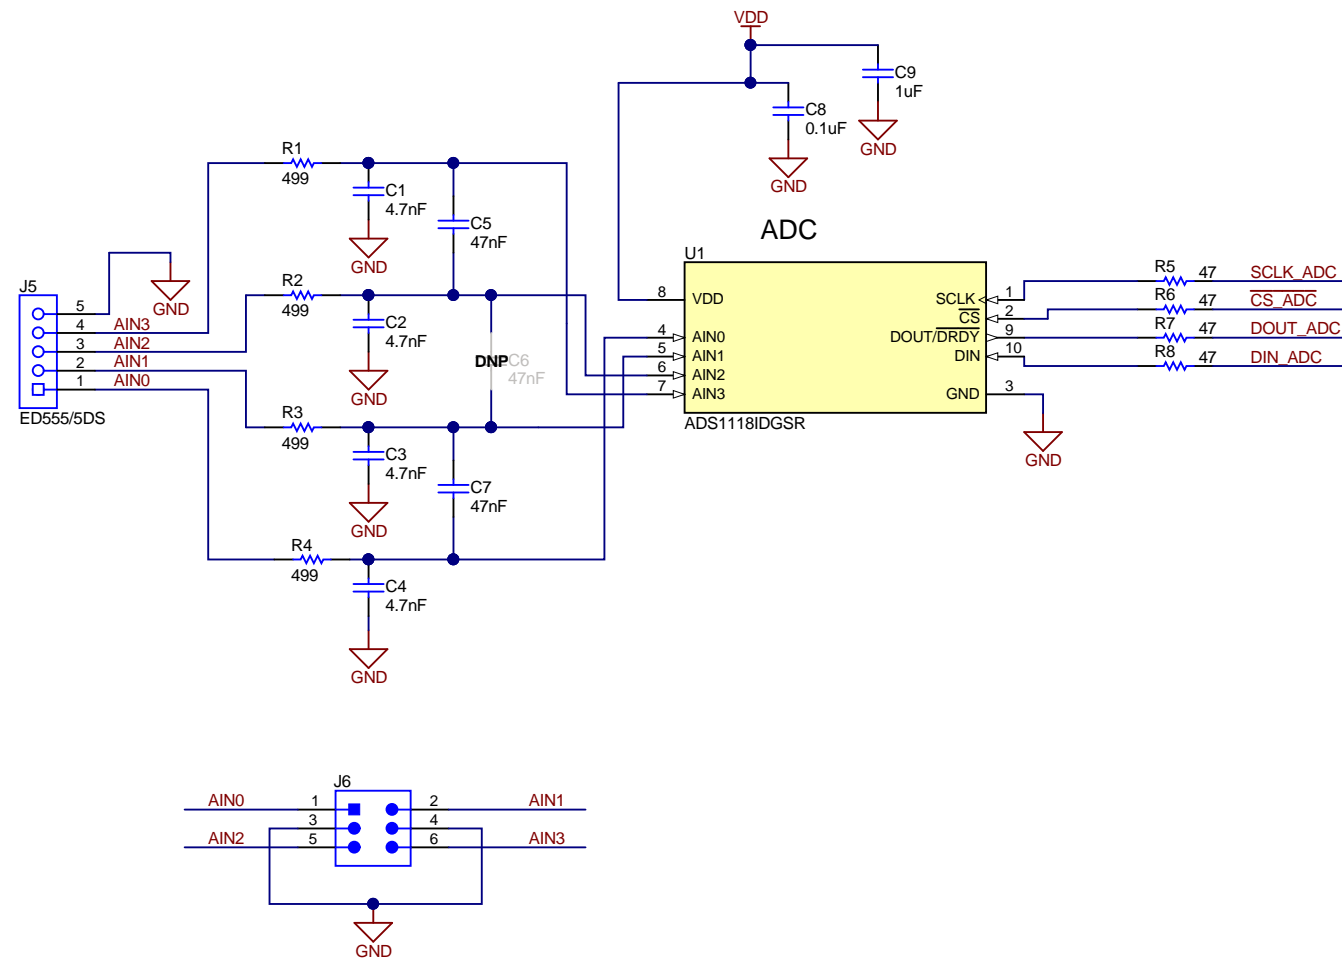 VDD
C9
1uF
GND
C8
0.1uF
GND
R1
499
C1
4.7nF
GND
C5
47nF
ADC
J5
5
4 AIN3
3 AIN2
2 AIN1
1 AIN0
ED555/5DS
GND
R2
499
C2
4.7nF
GND
DNP C6
47nF
R3
499
C3
4.7nF
GND
C7
47nF
R4
499
C4
4.7nF
GND
U1
8 VDD
4 AIN0
5 AIN1
6 AIN2
7 AIN3
SCLK 1
CS 2
DOUT/DRDY 9
DIN 10
GND 3
ADS1118IDGSR
GND
R5 47 SCLK_ADC
R6 47 CS_ADC
R7 47 DOUT_ADC
R8 47 DIN_ADC
J6
AIN0 1 2 AIN1
3 4
AIN2 5 6 AIN3
GND